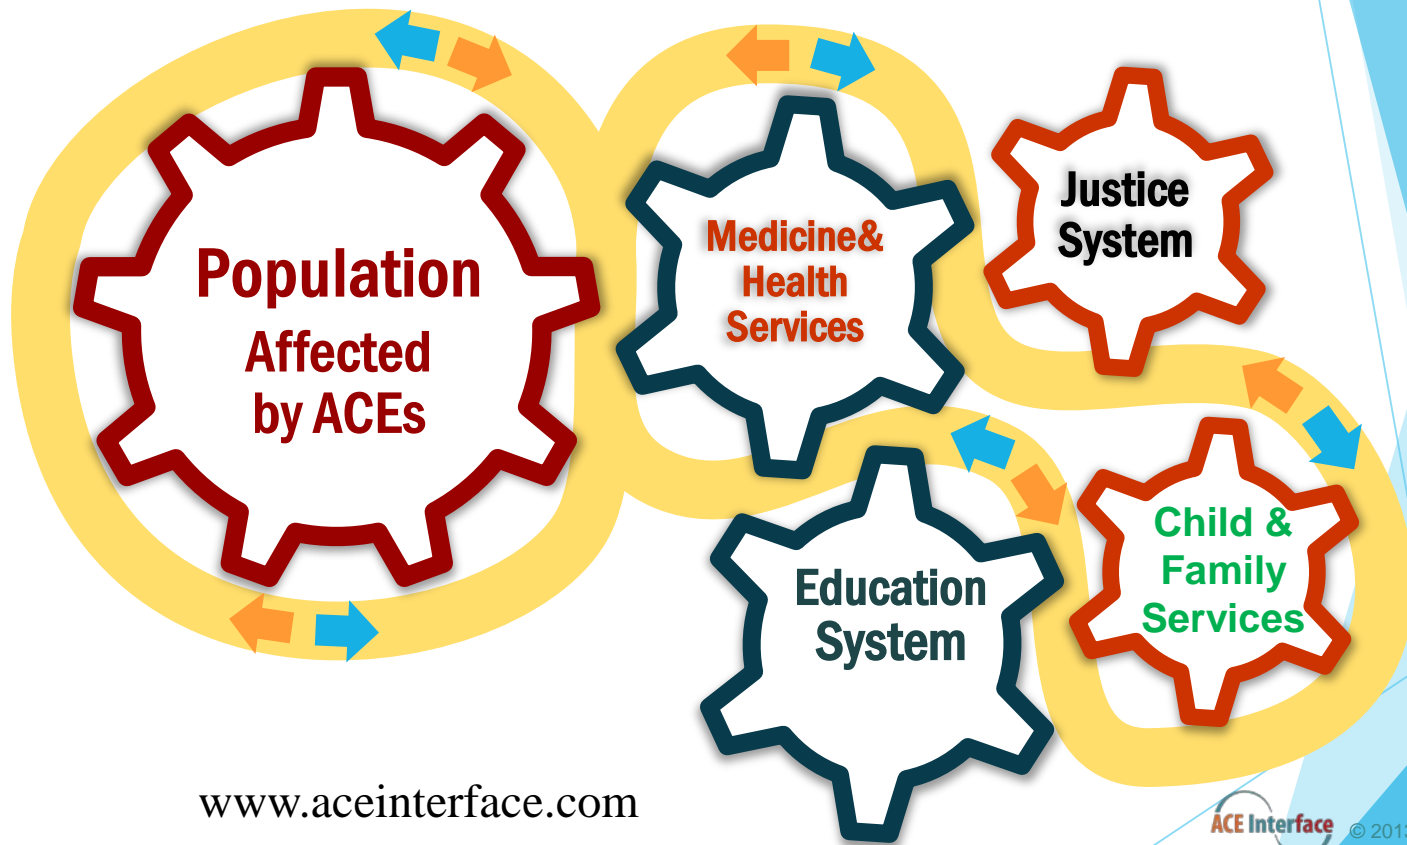 Population
Affected
by ACEs
Medicine&
Health
Services
Justice
System
Education
System
Child &
Family
Services
www.aceinterface.com
ACE Interface
© 2013